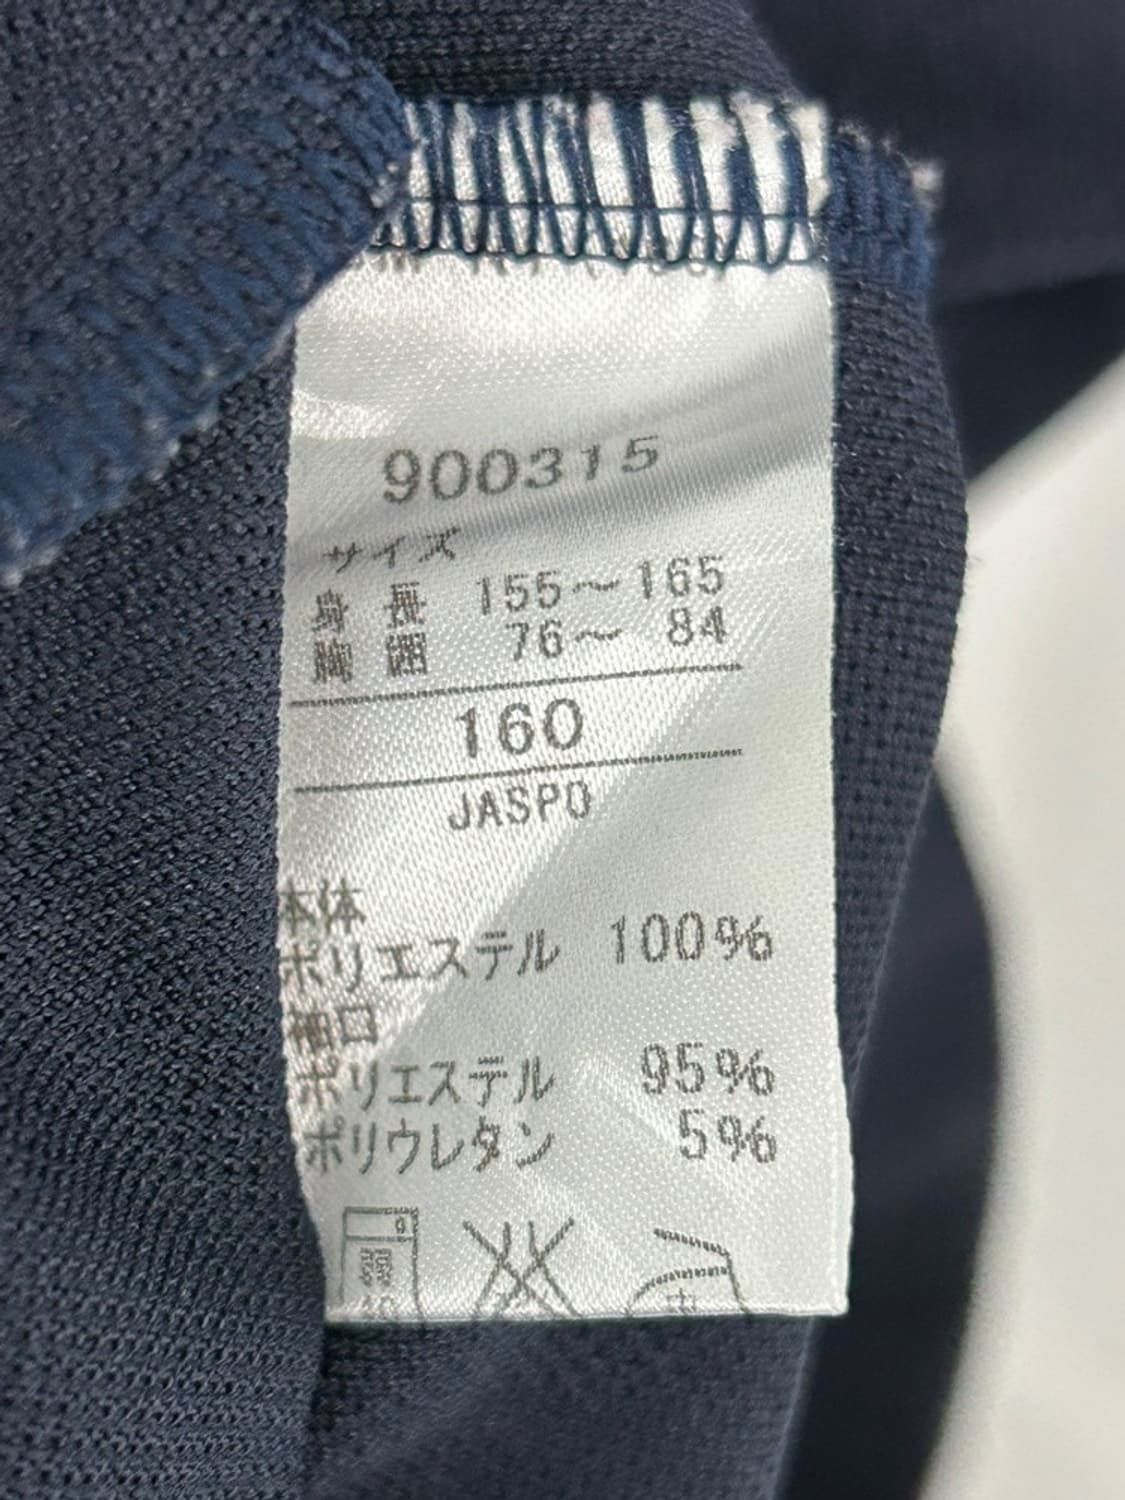 900315
サイズ
身長 155～165
胸囲 76～ 84
160
JASPO
本体
ポリエステル 100%
袖口
ポリエステル 95%
ポリウレタン 5%
中